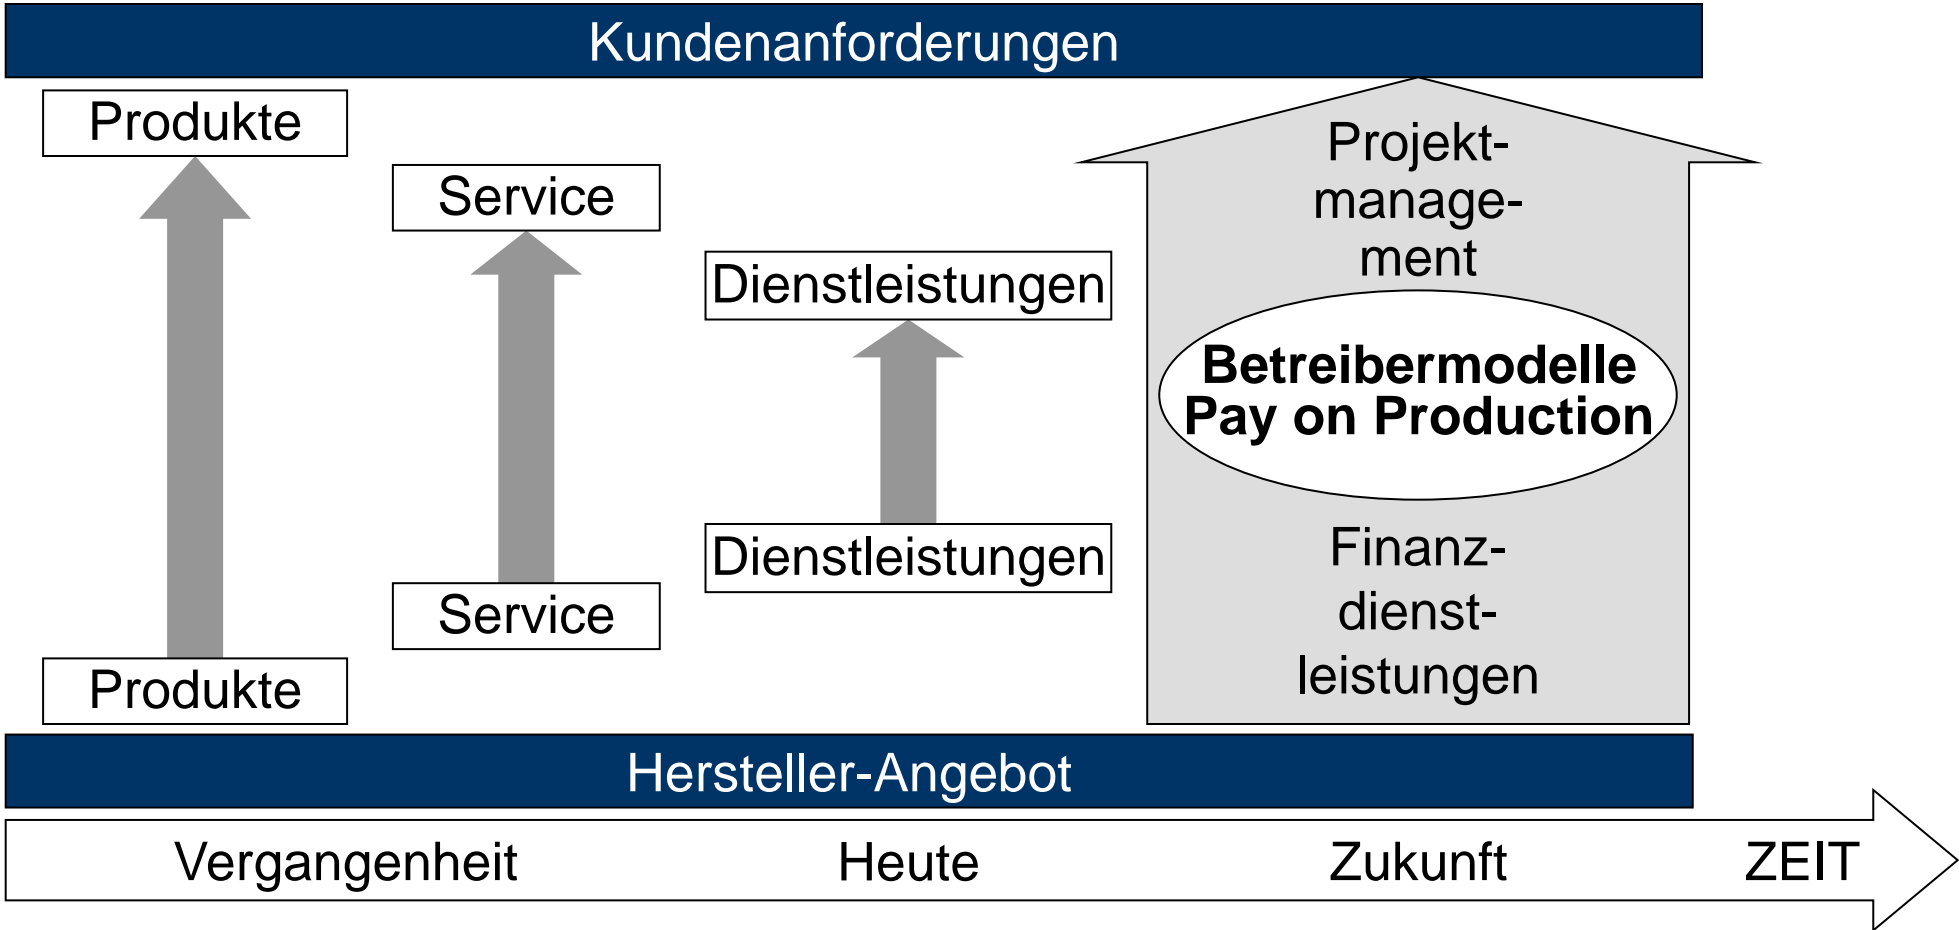 Kundenanforderungen
Produkte
Service
Dienstleistungen
Dienstleistungen
Service
Produkte
Projekt-
manage-
ment
Betreibermodelle
Pay on Production
Finanz-
dienst-
leistungen
Hersteller-Angebot
Vergangenheit Heute Zukunft ZEIT